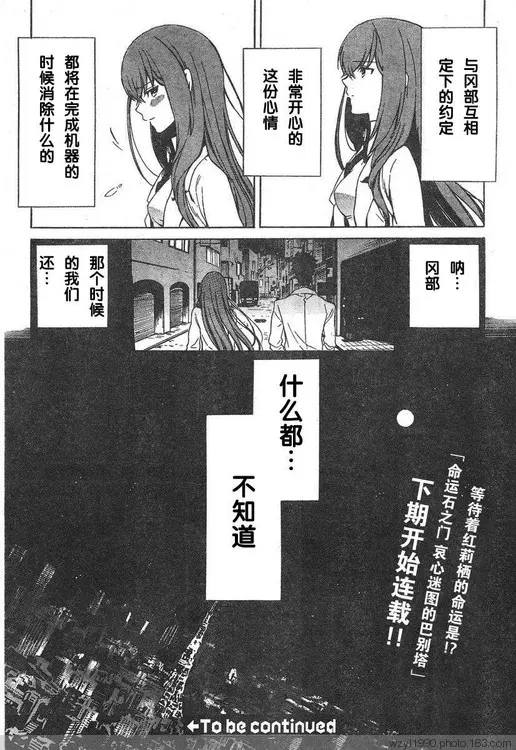 与冈部互相
定下的约定
非常开心的
这份心情
都将在完成机器的
时候消除什么的
呐…
冈部
那个时候
的我们
还…
什么都…
不知道
等待着红莉栖的命运是!?
「命运石之门 哀心迷图的巴别塔」
下期开始连载!!
←To be continued
wzyj1990.photo.163.com